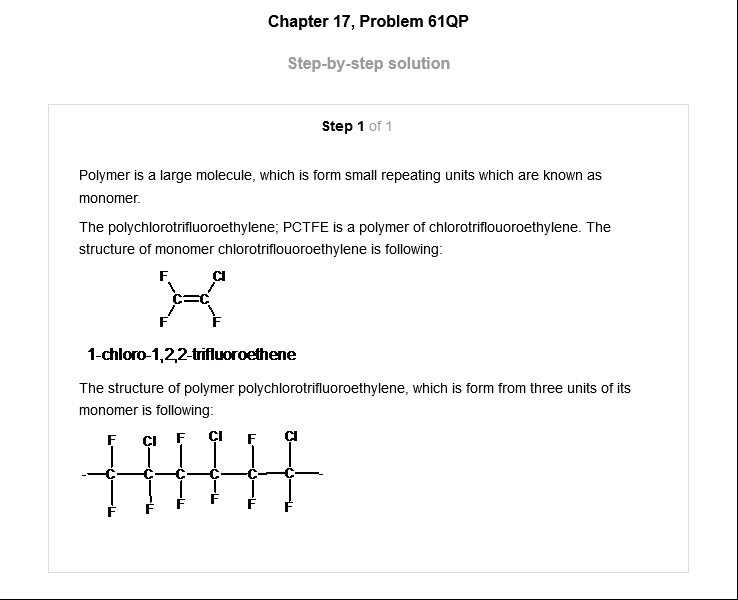 Chapter 17, Problem 61QP
Step-by-step solution
Step 1 of 1
Polymer is a large molecule, which is form small repeating units which are known as
monomer.
The polychlorotrifluoroethylene; PCTFE is a polymer of chlorotriflouoroethylene. The
structure of monomer chlorotriflouoroethylene is following:
F Cl
C=C
F F
1-chloro-1,2,2-trifluoroethene
The structure of polymer polychlorotrifluoroethylene, which is form from three units of its
monomer is following:
F Cl F Cl F Cl
C C C C C C
F F F F F F